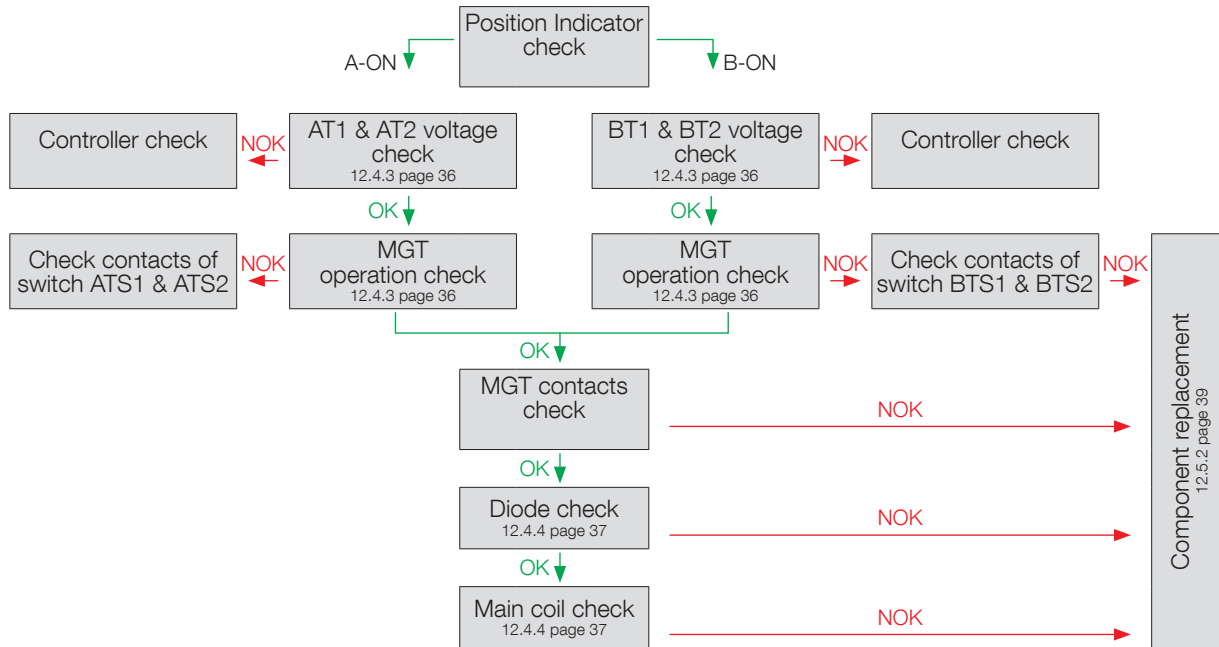 Position Indicator
check
A-ON
B-ON
Controller check
NOK
AT1 & AT2 voltage
check
12.4.3 page 36
BT1 & BT2 voltage
check
12.4.3 page 36
NOK
Controller check
OK
OK
Check contacts of
switch ATS1 & ATS2
NOK
MGT
operation check
12.4.3 page 36
MGT
operation check
12.4.3 page 36
NOK
Check contacts of
switch BTS1 & BTS2
NOK
OK
MGT contacts
check
NOK
OK
Diode check
12.4.4 page 37
NOK
OK
Main coil check
12.4.4 page 37
NOK
Component replacement
12.5.2 page 39